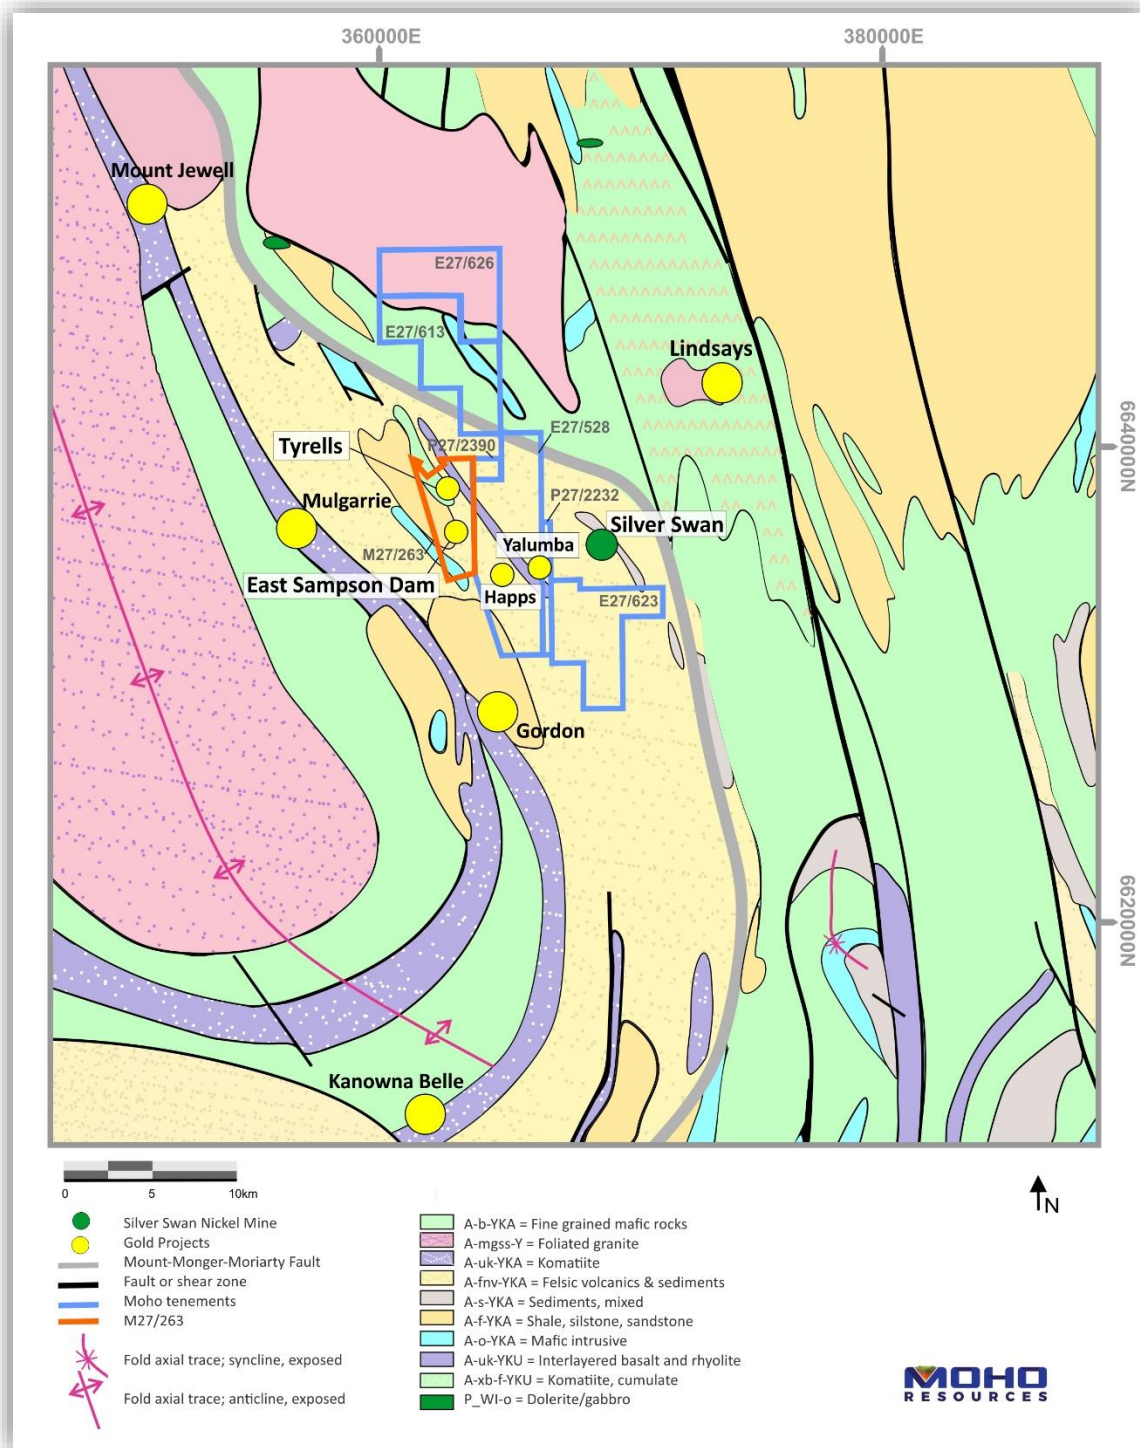 360000E
380000E
Mount Jewell
E27/626
E27/613
Lindsays
6640000N
E27/528
P27/2390
Tyrells
Mulgarrie
P27/2232
Silver Swan
Yalumba
M27/263
East Sampson Dam
Happs
E27/623
Gordon
6620000N
Kanowna Belle
0 5 10km
N
Silver Swan Nickel Mine
Gold Projects
Mount-Monger-Moriarty Fault
Fault or shear zone
Moho tenements
M27/263
Fold axial trace; syncline, exposed
Fold axial trace; anticline, exposed
A-b-YKA = Fine grained mafic rocks
A-mgss-Y = Foliated granite
A-uk-YKA = Komatiite
A-fnv-YKA = Felsic volcanics & sediments
A-s-YKA = Sediments, mixed
A-f-YKA = Shale, silstone, sandstone
A-o-YKA = Mafic intrusive
A-uk-YKU = Interlayered basalt and rhyolite
A-xb-f-YKU = Komatiite, cumulate
P_WI-o = Dolerite/gabbro
MOHO
RESOURCES